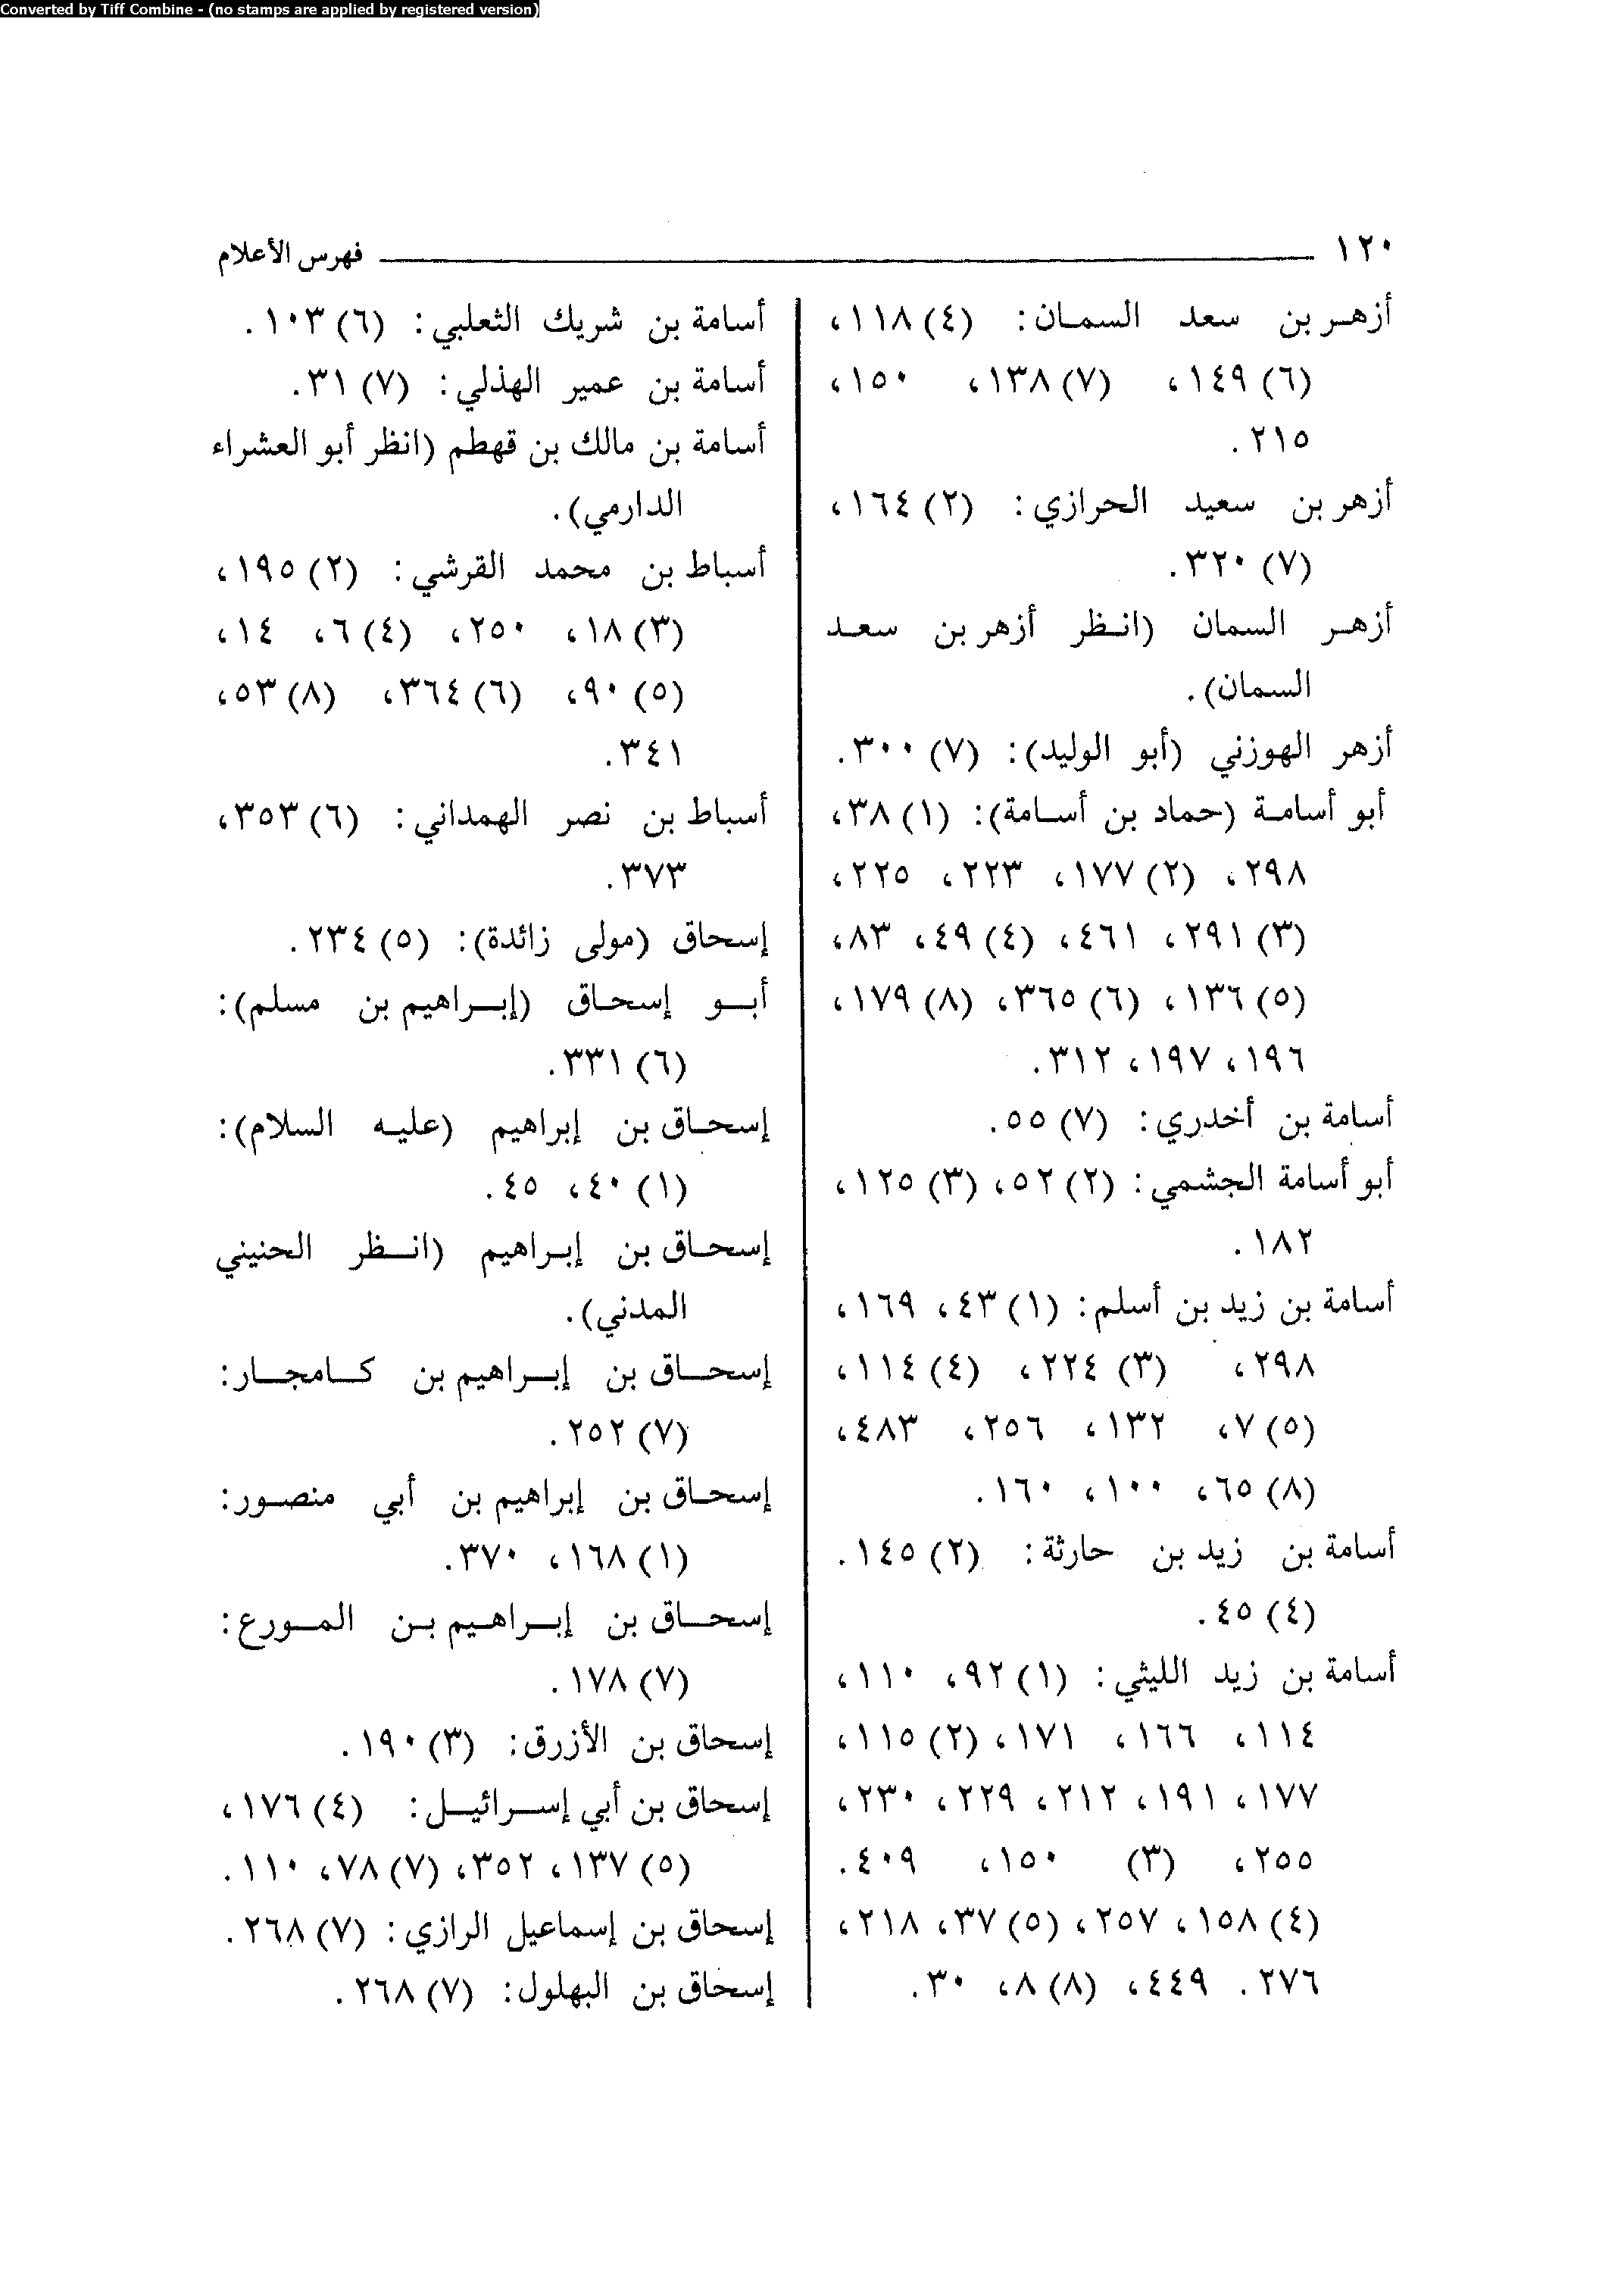 Converted by Tiff Combine - (no stamps are applied by registered version)
١٢٠ فهرس الأعلام
أزهر بن سعد السمان: (٤) ١١٨،
(٦) ١٤٩، (٧) ١٣٨، ١٥٠،
٢١٥.
أزهر بن سعيد الحرازي: (٢) ١٦٤،
(٧) ٣٢٠.
أزهر السمان (انظر أزهر بن سعد
السمان).
أزهر الهوزني (أبو الوليد): (٧) ٣٠٠.
أبو أسامة (حماد بن أسامة): (١) ٣٨،
٢٩٨، (٢) ١٧٧، ٢٢٣، ٢٢٥،
(٣) ٢٩١، ٤٦١، (٤) ٤٩، ٨٣،
(٥) ١٣٦، (٦) ٣٦٥، (٨) ١٧٩،
١٩٦، ١٩٧، ٣١٢.
أسامة بن أخدري: (٧) ٥٥.
أبو أسامة الجشمي: (٢) ٥٢، (٣) ١٢٥،
١٨٢.
أسامة بن زيد بن أسلم: (١) ٤٣، ١٦٩،
٢٩٨، (٣) ٢٢٤، (٤) ١١٤،
(٥) ٧، ١٣٢، ٢٥٦، ٤٨٣،
(٨) ٦٥، ١٠٠، ١٦٠.
أسامة بن زيد بن حارثة: (٢) ١٤٥.
(٤) ٤٥.
أسامة بن زيد الليثي: (١) ٩٢، ١١٠،
١١٤، ١٦٦، ١٧١، (٢) ١١٥،
١٧٧، ١٩١، ٢١٢، ٢٢٩، ٢٣٠،
٢٥٥، (٣) ١٥٠، ٤٠٩.
(٤) ١٥٨، ٢٥٧، (٥) ٣٧، ٢١٨،
٢٧٦. ٤٤٩، (٨) ٨، ٣٠.
أسامة بن شريك الثعلبي: (٦) ١٠٣.
أسامة بن عمير الهذلي: (٧) ٣١.
أسامة بن مالك بن قهطم (انظر أبو العشراء
الدارمي).
أسباط بن محمد القرشي: (٢) ١٩٥،
(٣) ١٨، ٢٥٠، (٤) ٦، ١٤،
(٥) ٩٠، (٦) ٣٦٤، (٨) ٥٣،
٣٤١.
أسباط بن نصر الهمداني: (٦) ٣٥٣،
٣٧٣.
إسحاق (مولى زائدة): (٥) ٢٣٤.
أبو إسحاق (إبراهيم بن مسلم):
(٦) ٣٣١.
إسحاق بن إبراهيم (عليه السلام):
(١) ٤٠، ٤٥.
إسحاق بن إبراهيم (انظر الحنيني
المدني).
إسحاق بن إبراهيم بن كامجار:
(٧) ٢٥٢.
إسحاق بن إبراهيم بن أبي منصور:
(١) ١٦٨، ٣٧٠.
إسحاق بن إبراهيم بن المورع:
(٧) ١٧٨.
إسحاق بن الأزرق: (٣) ١٩٠.
إسحاق بن أبي إسرائيل: (٤) ١٧٦،
(٥) ١٣٧، ٣٥٢، (٧) ٧٨، ١١٠.
إسحاق بن إسماعيل الرازي: (٧) ٢٦٨.
إسحاق بن البهلول: (٧) ٢٦٨.